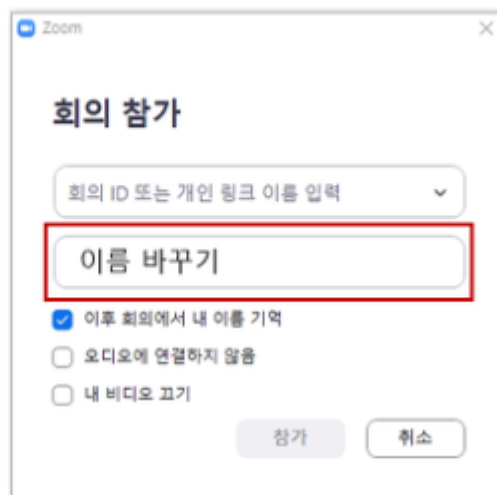 Zoom
회의 참가
회의 ID 또는 개인 링크 이름 입력
이름 바꾸기
이후 회의에서 내 이름 기억
오디오에 연결하지 않음
내 비디오 끄기
참가 취소